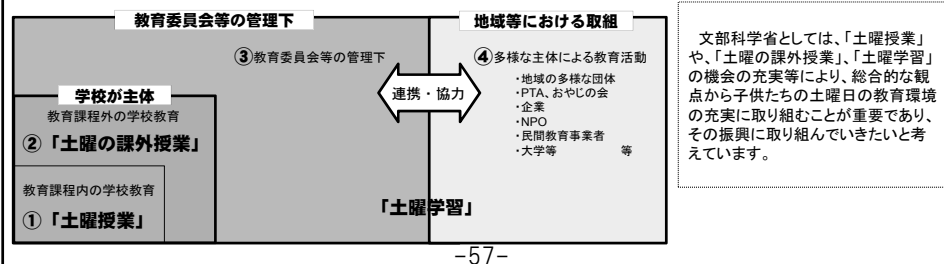 教育委員会等の管理下
地域等における取組
③教育委員会等の管理下
④多様な主体による教育活動
・地域の多様な団体
・PTA、おやじの会
・企業
・NPO
・民間教育事業者
・大学等　　等
連携・協力
学校が主体
教育課程外の学校教育
②「土曜の課外授業」
教育課程内の学校教育
①「土曜授業」
「土曜学習」
文部科学省としては、「土曜授業」
や、「土曜の課外授業」、「土曜学習」
の機会の充実等により、総合的な観
点から子供たちの土曜日の教育環境
の充実に取り組むことが重要であり、
その振興に取り組んでいきたいと考
えています。
-57-